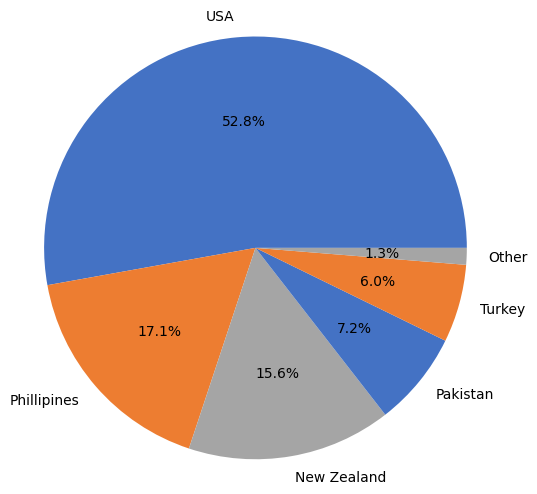 USA
52.8%
1.3%
Other
6.0%
Turkey
7.2%
17.1%
15.6%
Pakistan
Phillipines
New Zealand